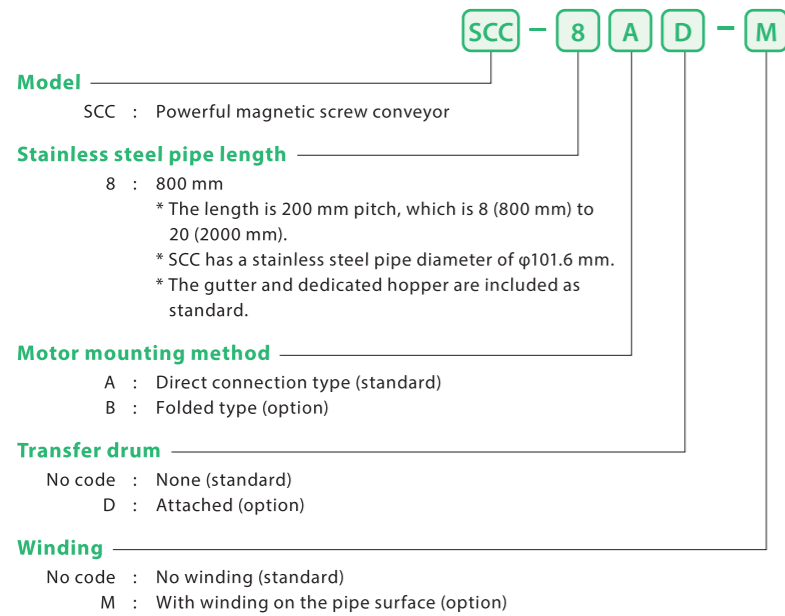 SCC – 8 A D – M
Model
SCC : Powerful magnetic screw conveyor
Stainless steel pipe length
8 : 800 mm
* The length is 200 mm pitch, which is 8 (800 mm) to
20 (2000 mm).
* SCC has a stainless steel pipe diameter of φ101.6 mm.
* The gutter and dedicated hopper are included as
standard.
Motor mounting method
A : Direct connection type (standard)
B : Folded type (option)
Transfer drum
No code : None (standard)
D : Attached (option)
Winding
No code : No winding (standard)
M : With winding on the pipe surface (option)